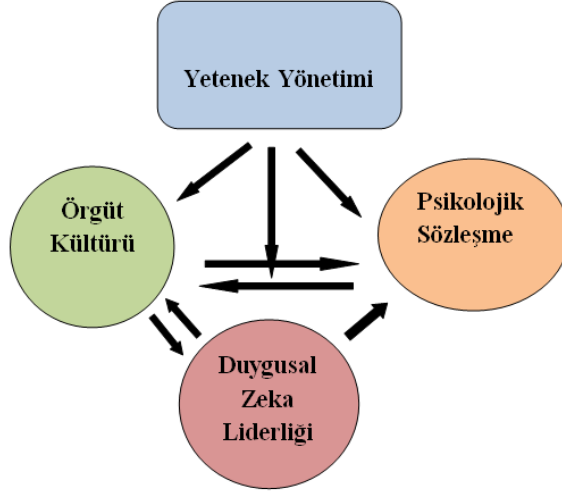 Yetenek Yönetimi
Örgüt
Kültürü
Psikolojik
Sözleşme
Duygusal
Zeka
Liderliği